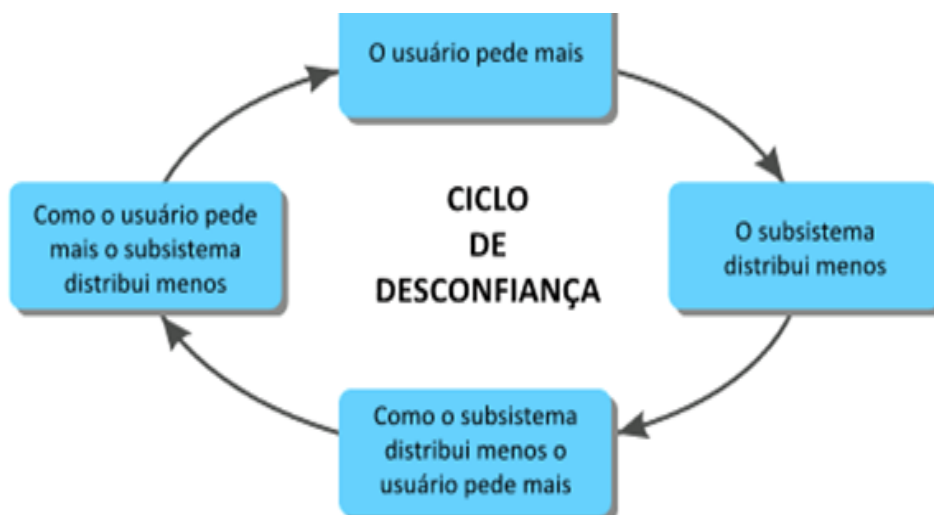 O usuário pede mais
O subsistema
distribui menos
Como o subsistema
distribui menos o
usuário pede mais
Como o usuário pede
mais o subsistema
distribui menos
CICLO
DE
DESCONFIANÇA